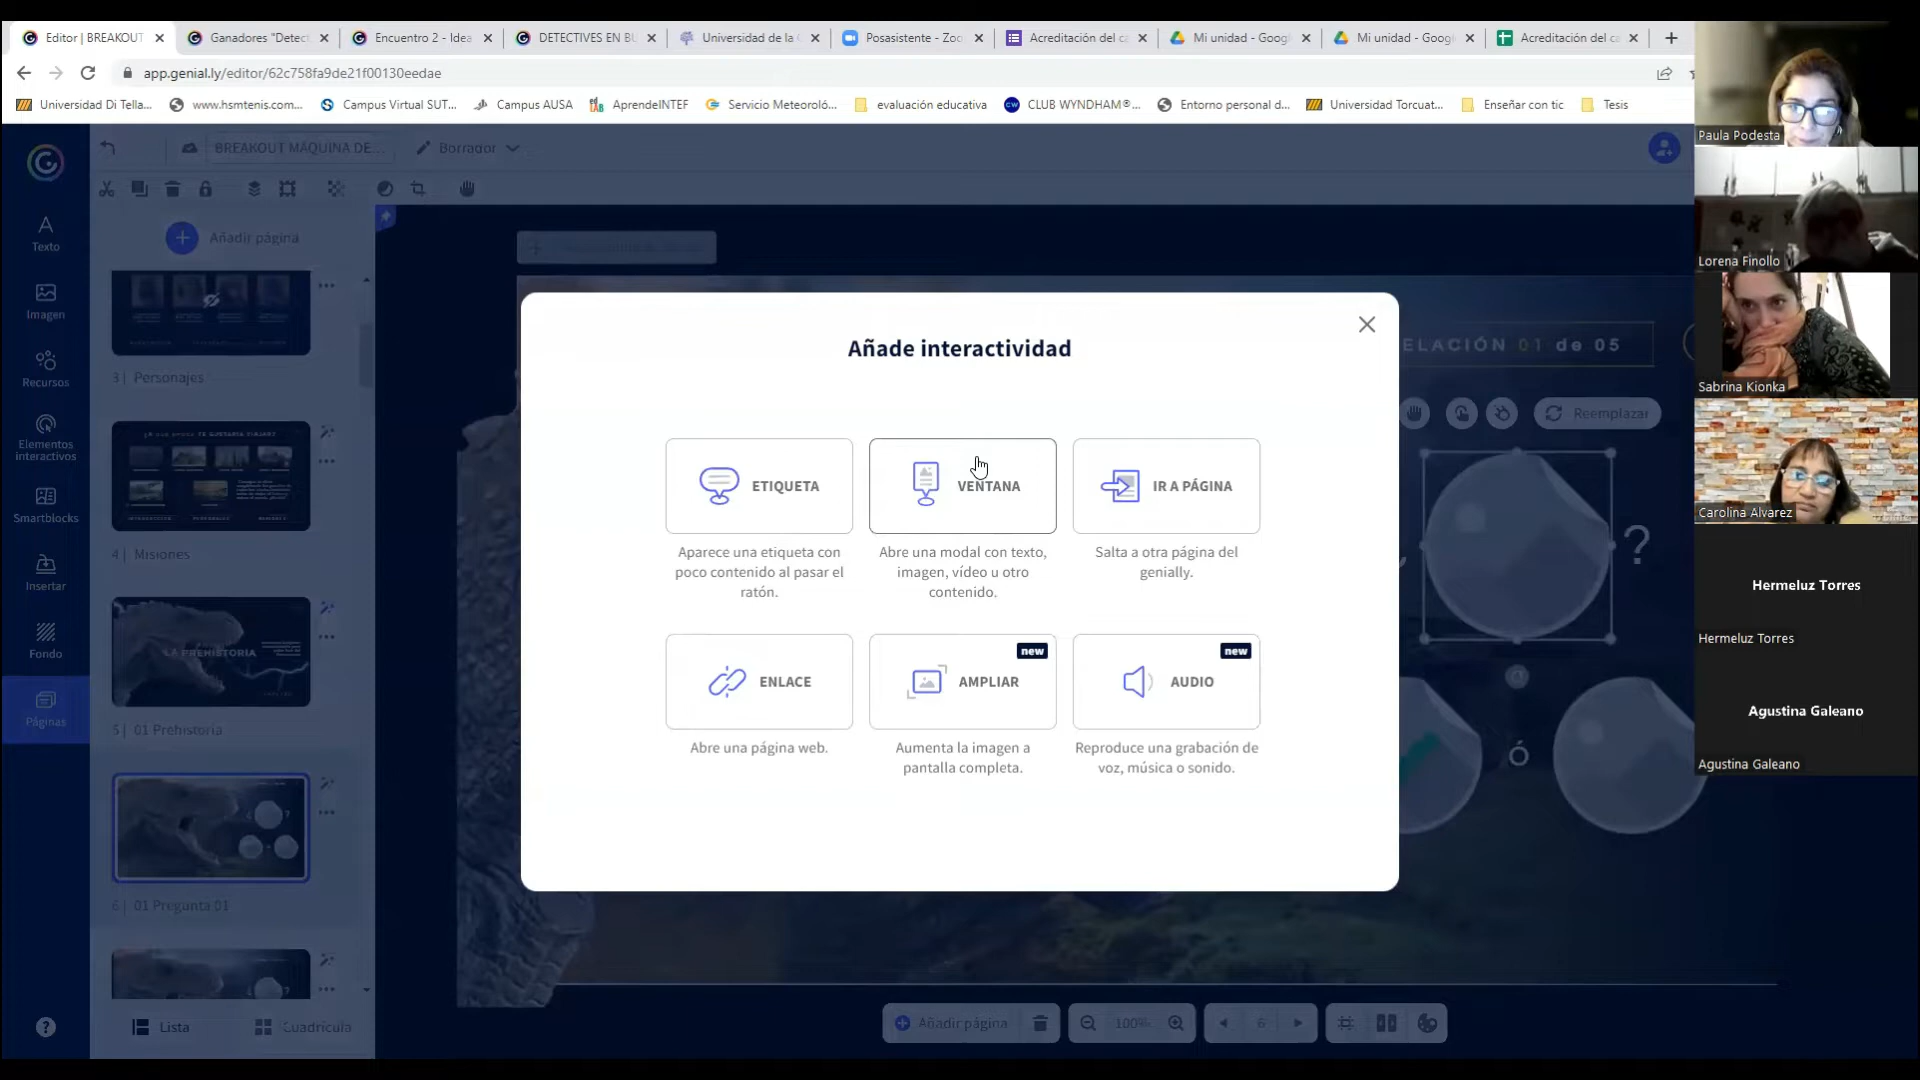 Editor | BREAKOUT
Ganadores "Detect
Encuentro 2 - Idea
DETECTIVES EN BU
Universidad de la
Posasistente - Zoo
Acreditación del ca
Mi unidad - Googl
Mi unidad - Googl
Acreditación del ca
app.genial.ly/editor/62c758fa9de21f00130eedae
Universidad Di Tella...
www.hsmtenis.com...
Campus Virtual SUT...
Campus AUSA
AprendeINTEF
Servicio Meteoroló...
evaluación educativa
CLUB WYNDHAM®...
Entorno personal d...
Universidad Torcuat...
Enseñar con tic
Tesis
BREAKOUT MÁQUINA DE...
Borrador
Texto
Imagen
Recursos
Elementos
interactivos
Smartblocks
Insertar
Fondo
Páginas
Añadir página
3 | Personajes
4 | Misiones
LA PREHISTORIA
5 | 01 Prehistoria
6 | 01 Pregunta 01
Lista
Cuadrícula
Añade interactividad
ETIQUETA
Aparece una etiqueta con
poco contenido al pasar el
ratón.
VENTANA
Abre una modal con texto,
imagen, vídeo u otro
contenido.
IR A PÁGINA
Salta a otra página del
genially.
ENLACE
Abre una página web.
new
AMPLIAR
Aumenta la imagen a
pantalla completa.
new
AUDIO
Reproduce una grabación de
voz, música o sonido.
ELACIÓN 01 de 05
Reemplazar
?
Ó
Añadir página
100%
6
Paula Podesta
Lorena Finollo
Sabrina Kionka
Carolina Alvarez
Hermeluz Torres
Hermeluz Torres
Agustina Galeano
Agustina Galeano